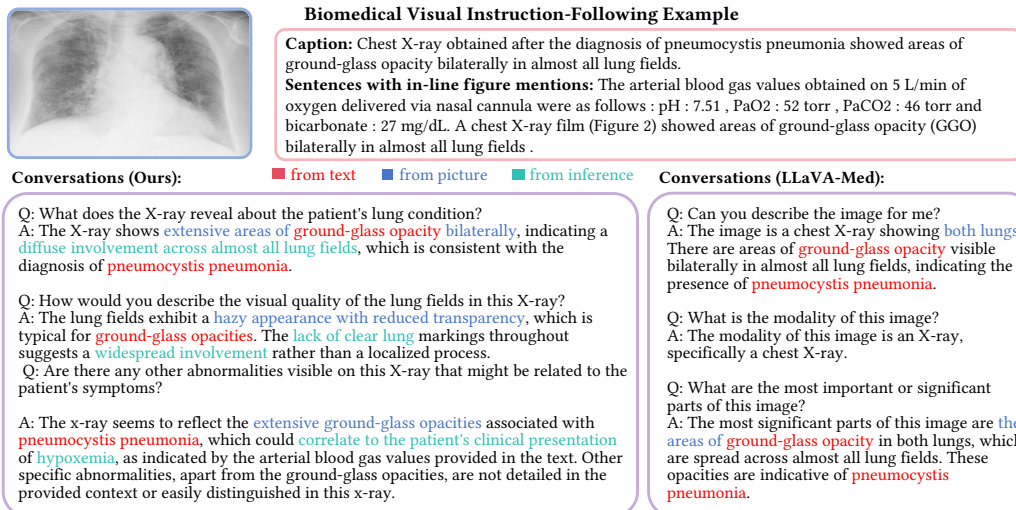 Biomedical Visual Instruction-Following Example
Caption: Chest X-ray obtained after the diagnosis of pneumocystis pneumonia showed areas of
ground-glass opacity bilaterally in almost all lung fields.
Sentences with in-line figure mentions: The arterial blood gas values obtained on 5 L/min of
oxygen delivered via nasal cannula were as follows : pH : 7.51 , PaO2 : 52 torr , PaCO2 : 46 torr and
bicarbonate : 27 mg/dL. A chest X-ray film (Figure 2) showed areas of ground-glass opacity (GGO)
bilaterally in almost all lung fields .
Conversations (Ours):
from text
from picture
from inference
Q: What does the X-ray reveal about the patient's lung condition?
A: The X-ray shows extensive areas of ground-glass opacity bilaterally, indicating a
diffuse involvement across almost all lung fields, which is consistent with the
diagnosis of pneumocystis pneumonia.
Q: How would you describe the visual quality of the lung fields in this X-ray?
A: The lung fields exhibit a hazy appearance with reduced transparency, which is
typical for ground-glass opacities. The lack of clear lung markings throughout
suggests a widespread involvement rather than a localized process.
Q: Are there any other abnormalities visible on this X-ray that might be related to the
patient's symptoms?
A: The x-ray seems to reflect the extensive ground-glass opacities associated with
pneumocystis pneumonia, which could correlate to the patient's clinical presentation
of hypoxemia, as indicated by the arterial blood gas values provided in the text. Other
specific abnormalities, apart from the ground-glass opacities, are not detailed in the
provided context or easily distinguished in this x-ray.
Conversations (LLaVA-Med):
Q: Can you describe the image for me?
A: The image is a chest X-ray showing both lungs
There are areas of ground-glass opacity visible
bilaterally in almost all lung fields, indicating the
presence of pneumocystis pneumonia.
Q: What is the modality of this image?
A: The modality of this image is an X-ray,
specifically a chest X-ray.
Q: What are the most important or significant
parts of this image?
A: The most significant parts of this image are the
areas of ground-glass opacity in both lungs, which
are spread across almost all lung fields. These
opacities are indicative of pneumocystis
pneumonia.